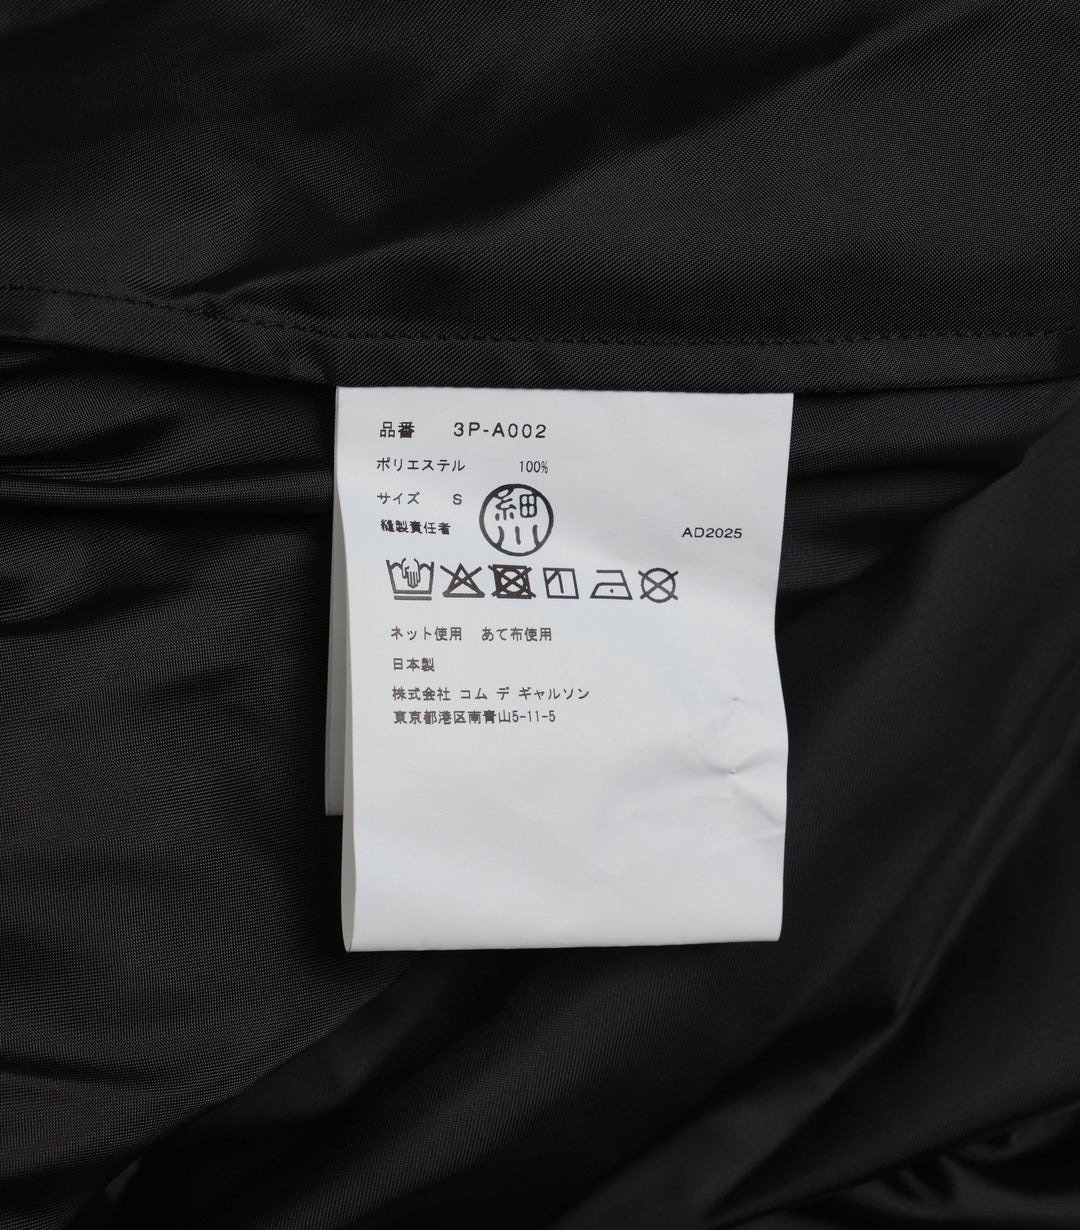 品番 3P-A002
ポリエステル 100%
サイズ S
縫製責任者 細川
AD2025
ネット使用 あて布使用
日本製
株式会社 コム デ ギャルソン
東京都港区南青山5-11-5